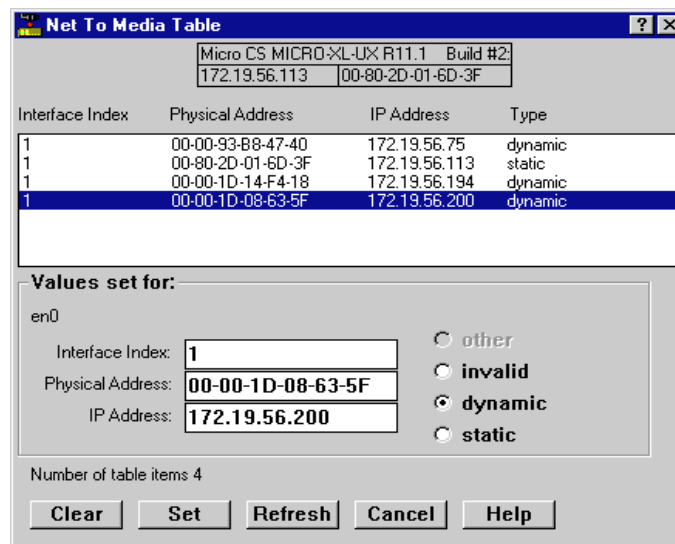 Net To Media Table
Micro CS MICRO-XL-UX R11.1 Build #2:
172.19.56.113 00-80-2D-01-6D-3F
Interface Index Physical Address IP Address Type
1 00-00-93-B8-47-40 172.19.56.75 dynamic
1 00-80-2D-01-6D-3F 172.19.56.113 static
1 00-00-1D-14-F4-18 172.19.56.194 dynamic
1 00-00-1D-08-63-5F 172.19.56.200 dynamic
Values set for:
en0
Interface Index: 1
Physical Address: 00-00-1D-08-63-5F
IP Address: 172.19.56.200
other
invalid
dynamic
static
Number of table items 4
Clear Set Refresh Cancel Help